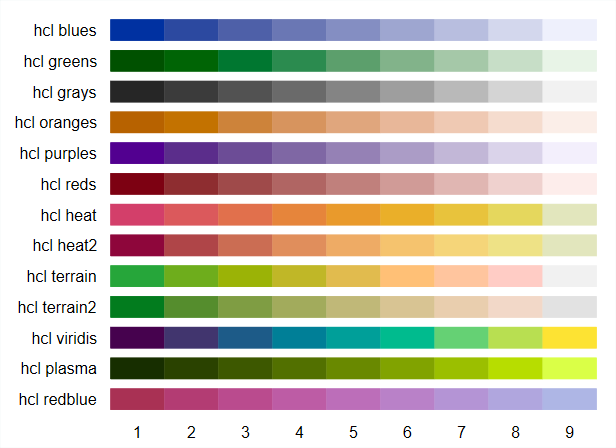 hcl blues
hcl greens
hcl grays
hcl oranges
hcl purples
hcl reds
hcl heat
hcl heat2
hcl terrain
hcl terrain2
hcl viridis
hcl plasma
hcl redblue
1 2 3 4 5 6 7 8 9